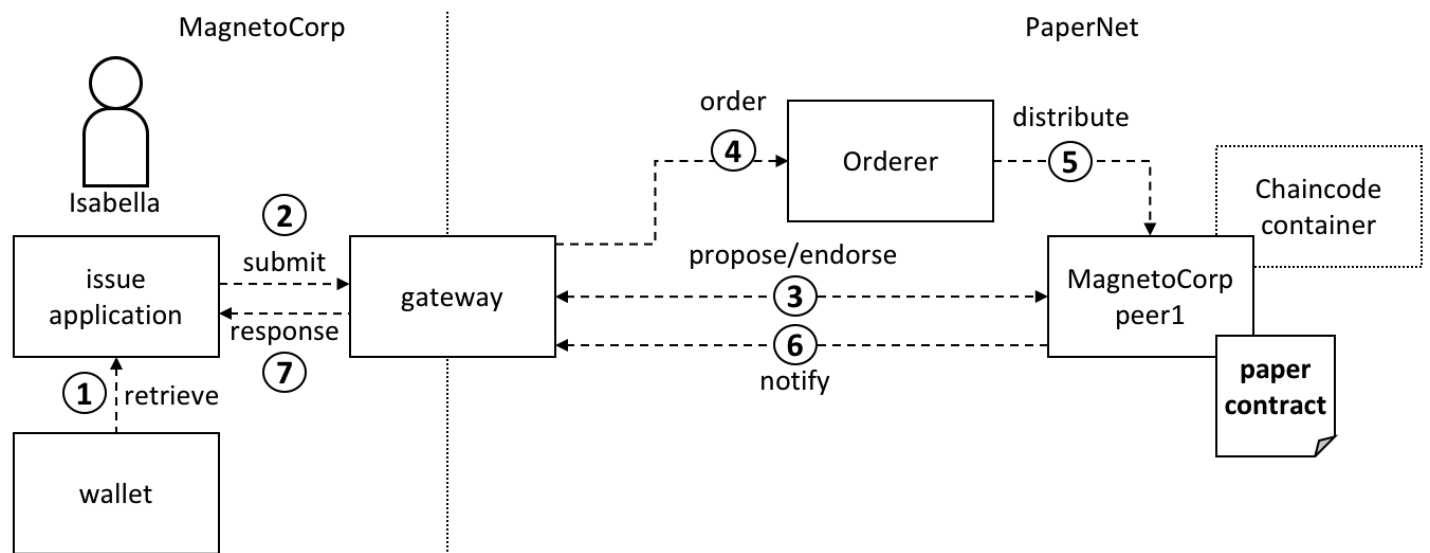 MagnetoCorp
PaperNet
Isabella
issue
application
2
submit
response
7
1
retrieve
wallet
gateway
order
4
Orderer
distribute
5
propose/endorse
3
6
notify
Chaincode
container
MagnetoCorp
peer1
paper
contract